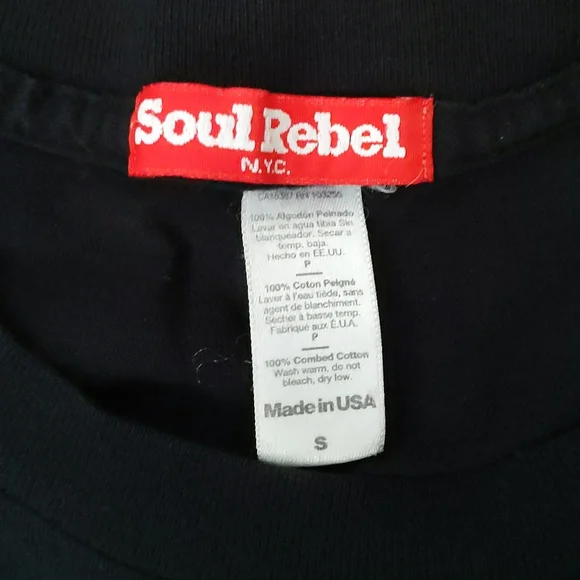 Soul Rebel
N.Y.C.
100% Algodón Peinado
Lavar en agua tibia Sin
blanqueador. Secar a
temp. baja.
Hecho en EE.UU.
P
100% Coton Peigné
Laver à l'eau tiède, sans
agent de blanchiment.
Sécher à basse temp.
Fabriqué aux É.U.A.
P
100% Combed Cotton
Wash warm, do not
bleach, dry low.
Made in USA
S